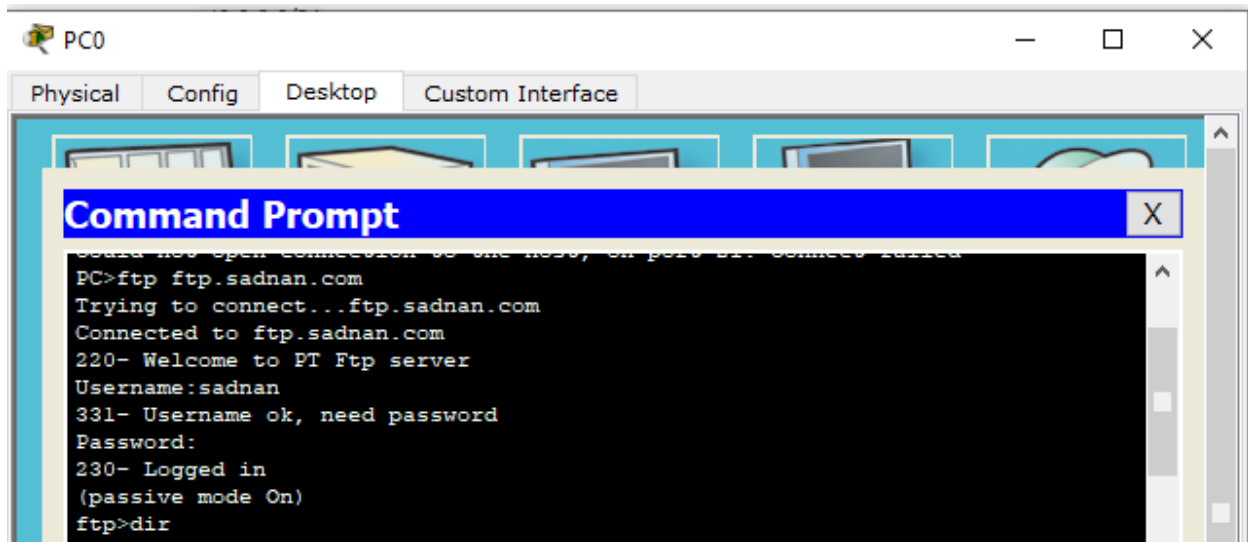 PC0
Physical Config Desktop Custom Interface
Command Prompt
X
PC>ftp ftp.sadnan.com
Trying to connect...ftp.sadnan.com
Connected to ftp.sadnan.com
220- Welcome to PT Ftp server
Username:sadnan
331- Username ok, need password
Password:
230- Logged in
(passive mode On)
ftp>dir